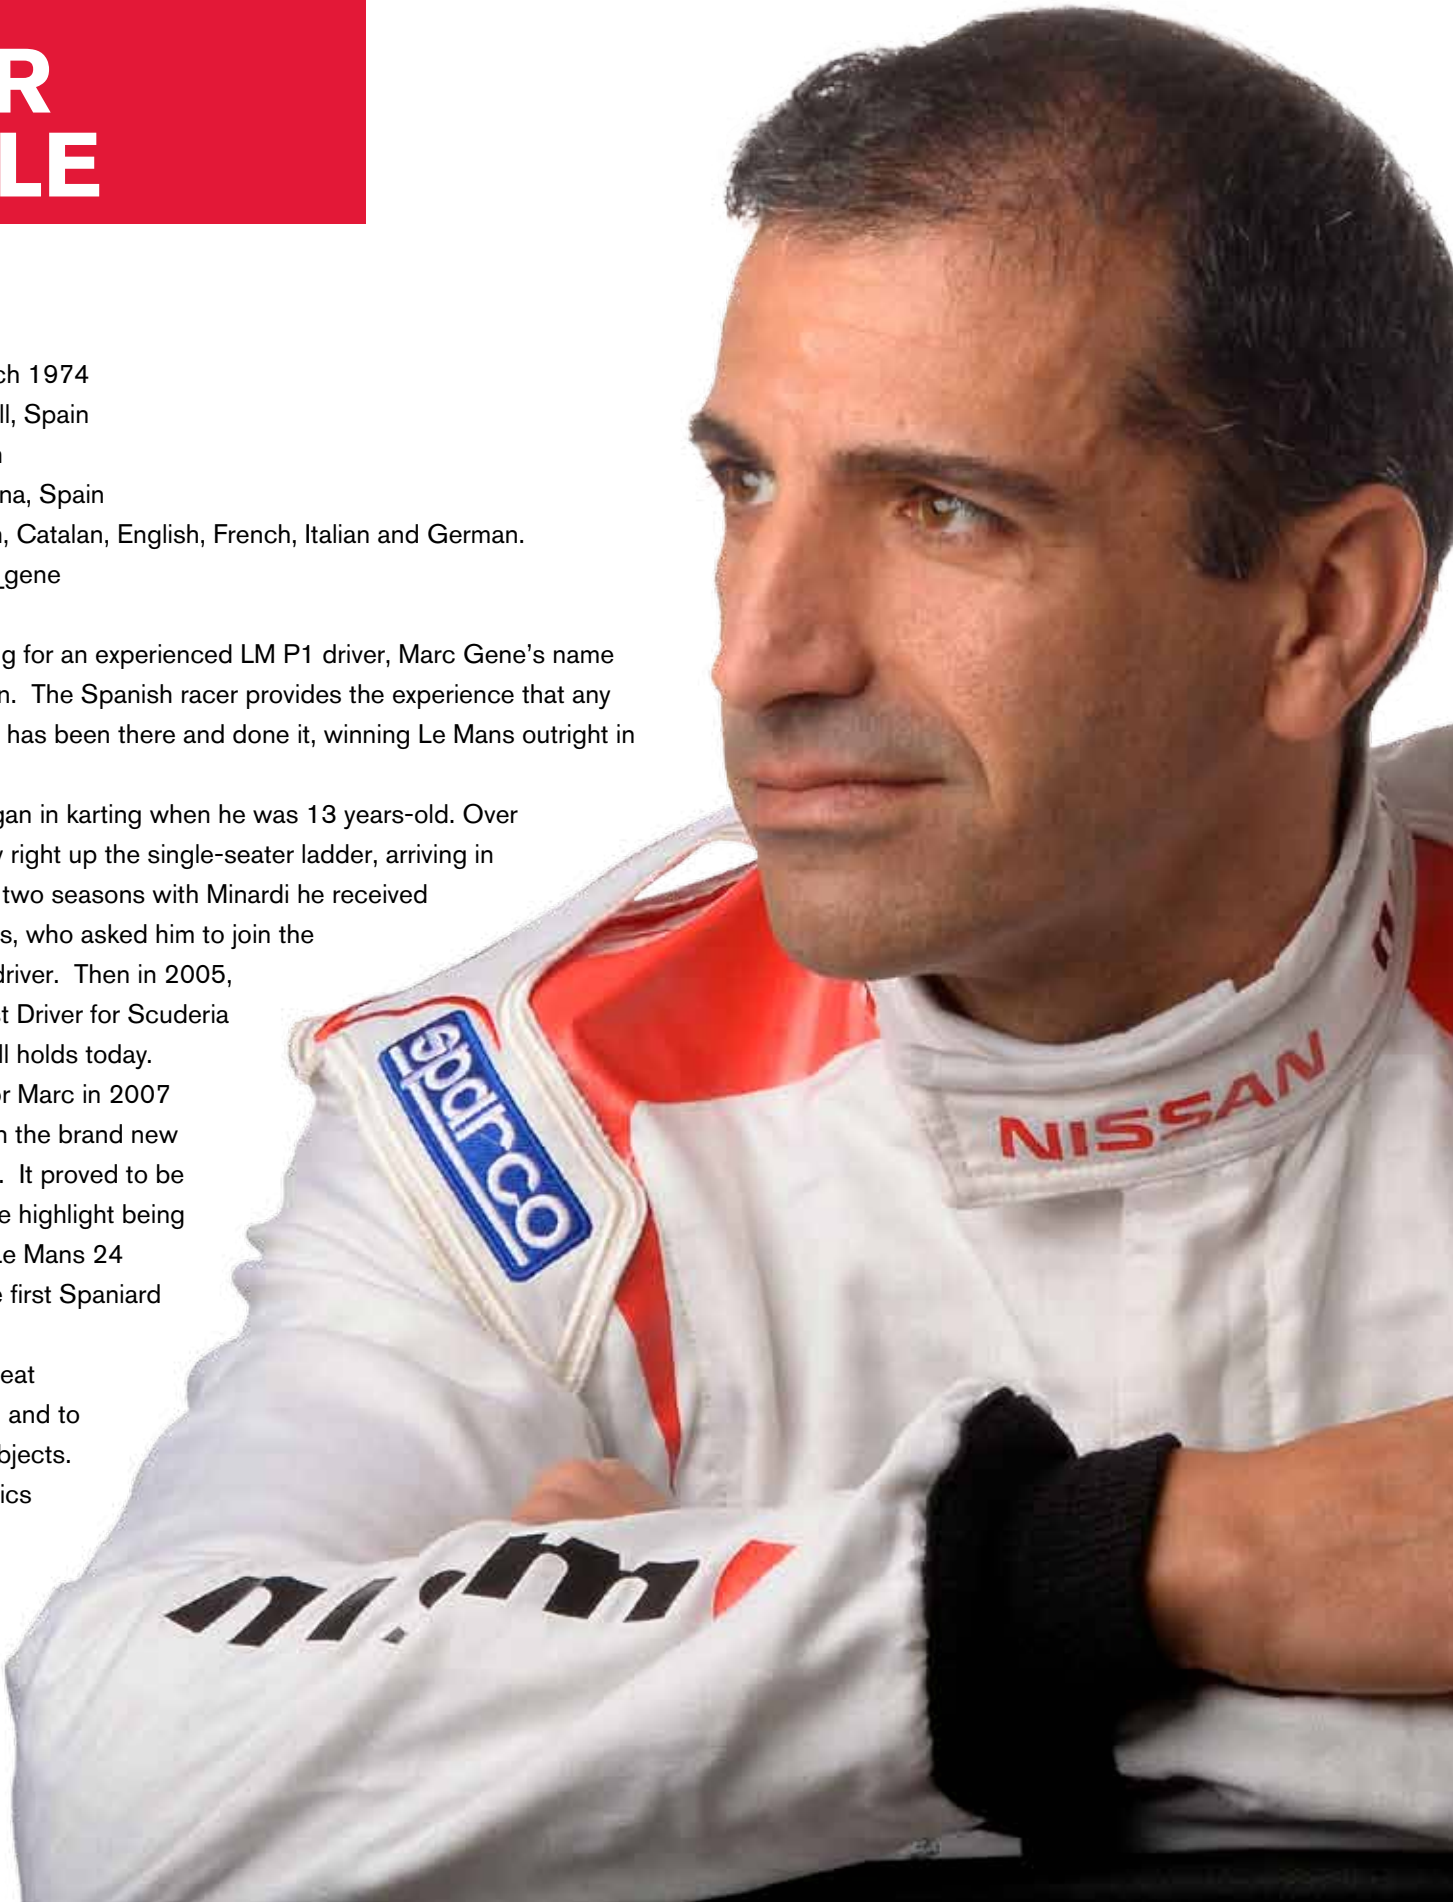 R
LE
ch 1974
ll, Spain
n
na, Spain
n, Catalan, English, French, Italian and German.
_gene
g for an experienced LM P1 driver, Marc Gene's name
n. The Spanish racer provides the experience that any
has been there and done it, winning Le Mans outright in
gan in karting when he was 13 years-old. Over
y right up the single-seater ladder, arriving in
two seasons with Minardi he received
s, who asked him to join the
driver. Then in 2005,
st Driver for Scuderia
ll holds today.
or Marc in 2007
n the brand new
. It proved to be
e highlight being
Le Mans 24
e first Spaniard
eat
and to
bjects.
ics
sparco
NISSAN
nism